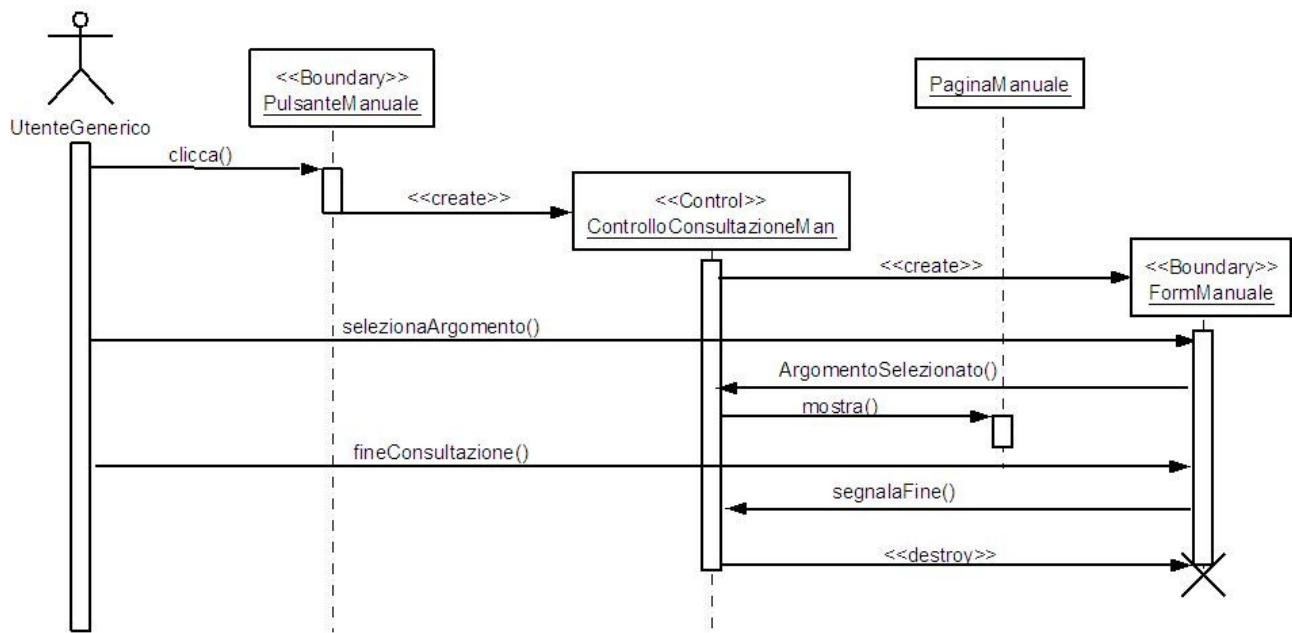 <<Boundary>>
PulsanteManuale
PaginaManuale
UtenteGenerico
clicca()
<<create>>
<<Control>>
ControlloConsultazioneMan
<<create>>
<<Boundary>>
FormManuale
selezionaArgomento()
ArgomentoSelezionato()
mostra()
fineConsultazione()
segnalaFine()
<<destroy>>